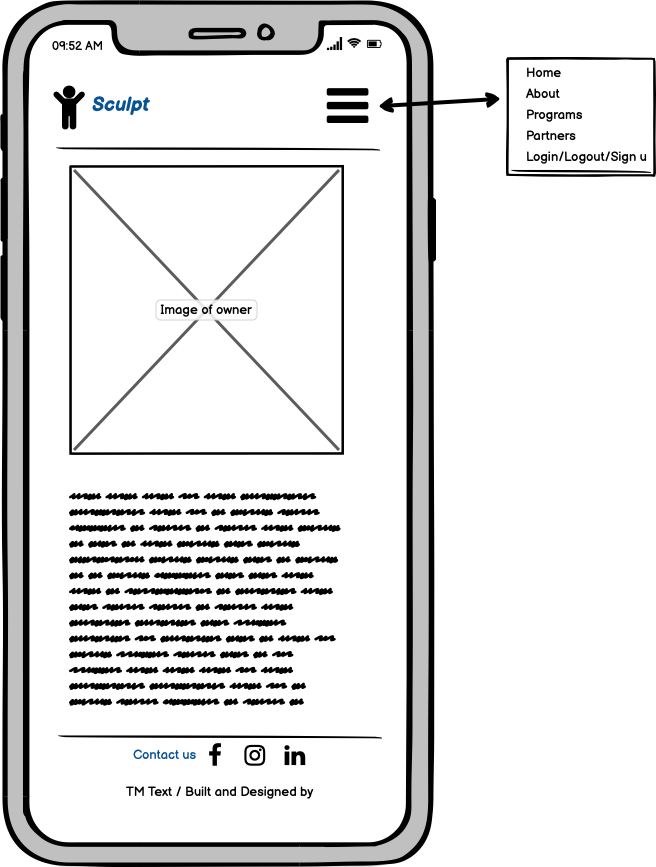 09:52 AM
Sculpt
Home
About
Programs
Partners
Login/Logout/Sign u
Image of owner
Contact us
TM Text / Built and Designed by